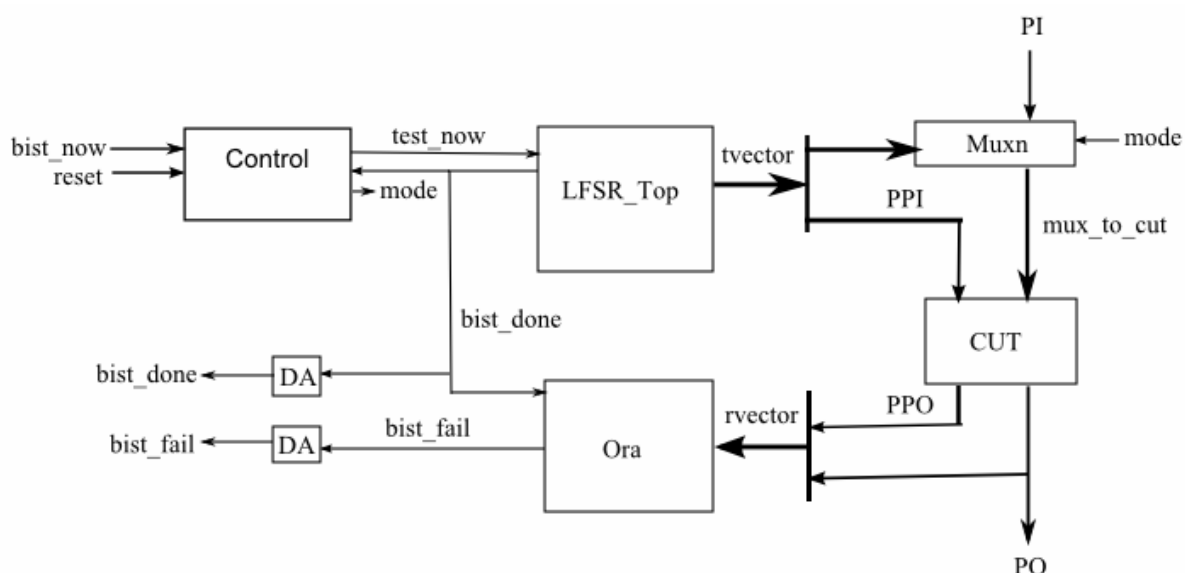 PI
bist_now
reset
Control
test_now
mode
LFSR_Top
tvector
Muxn
mode
PPI
mux_to_cut
bist_done
CUT
bist_done
DA
PPO
rvector
bist_fail
DA
bist_fail
Ora
PO